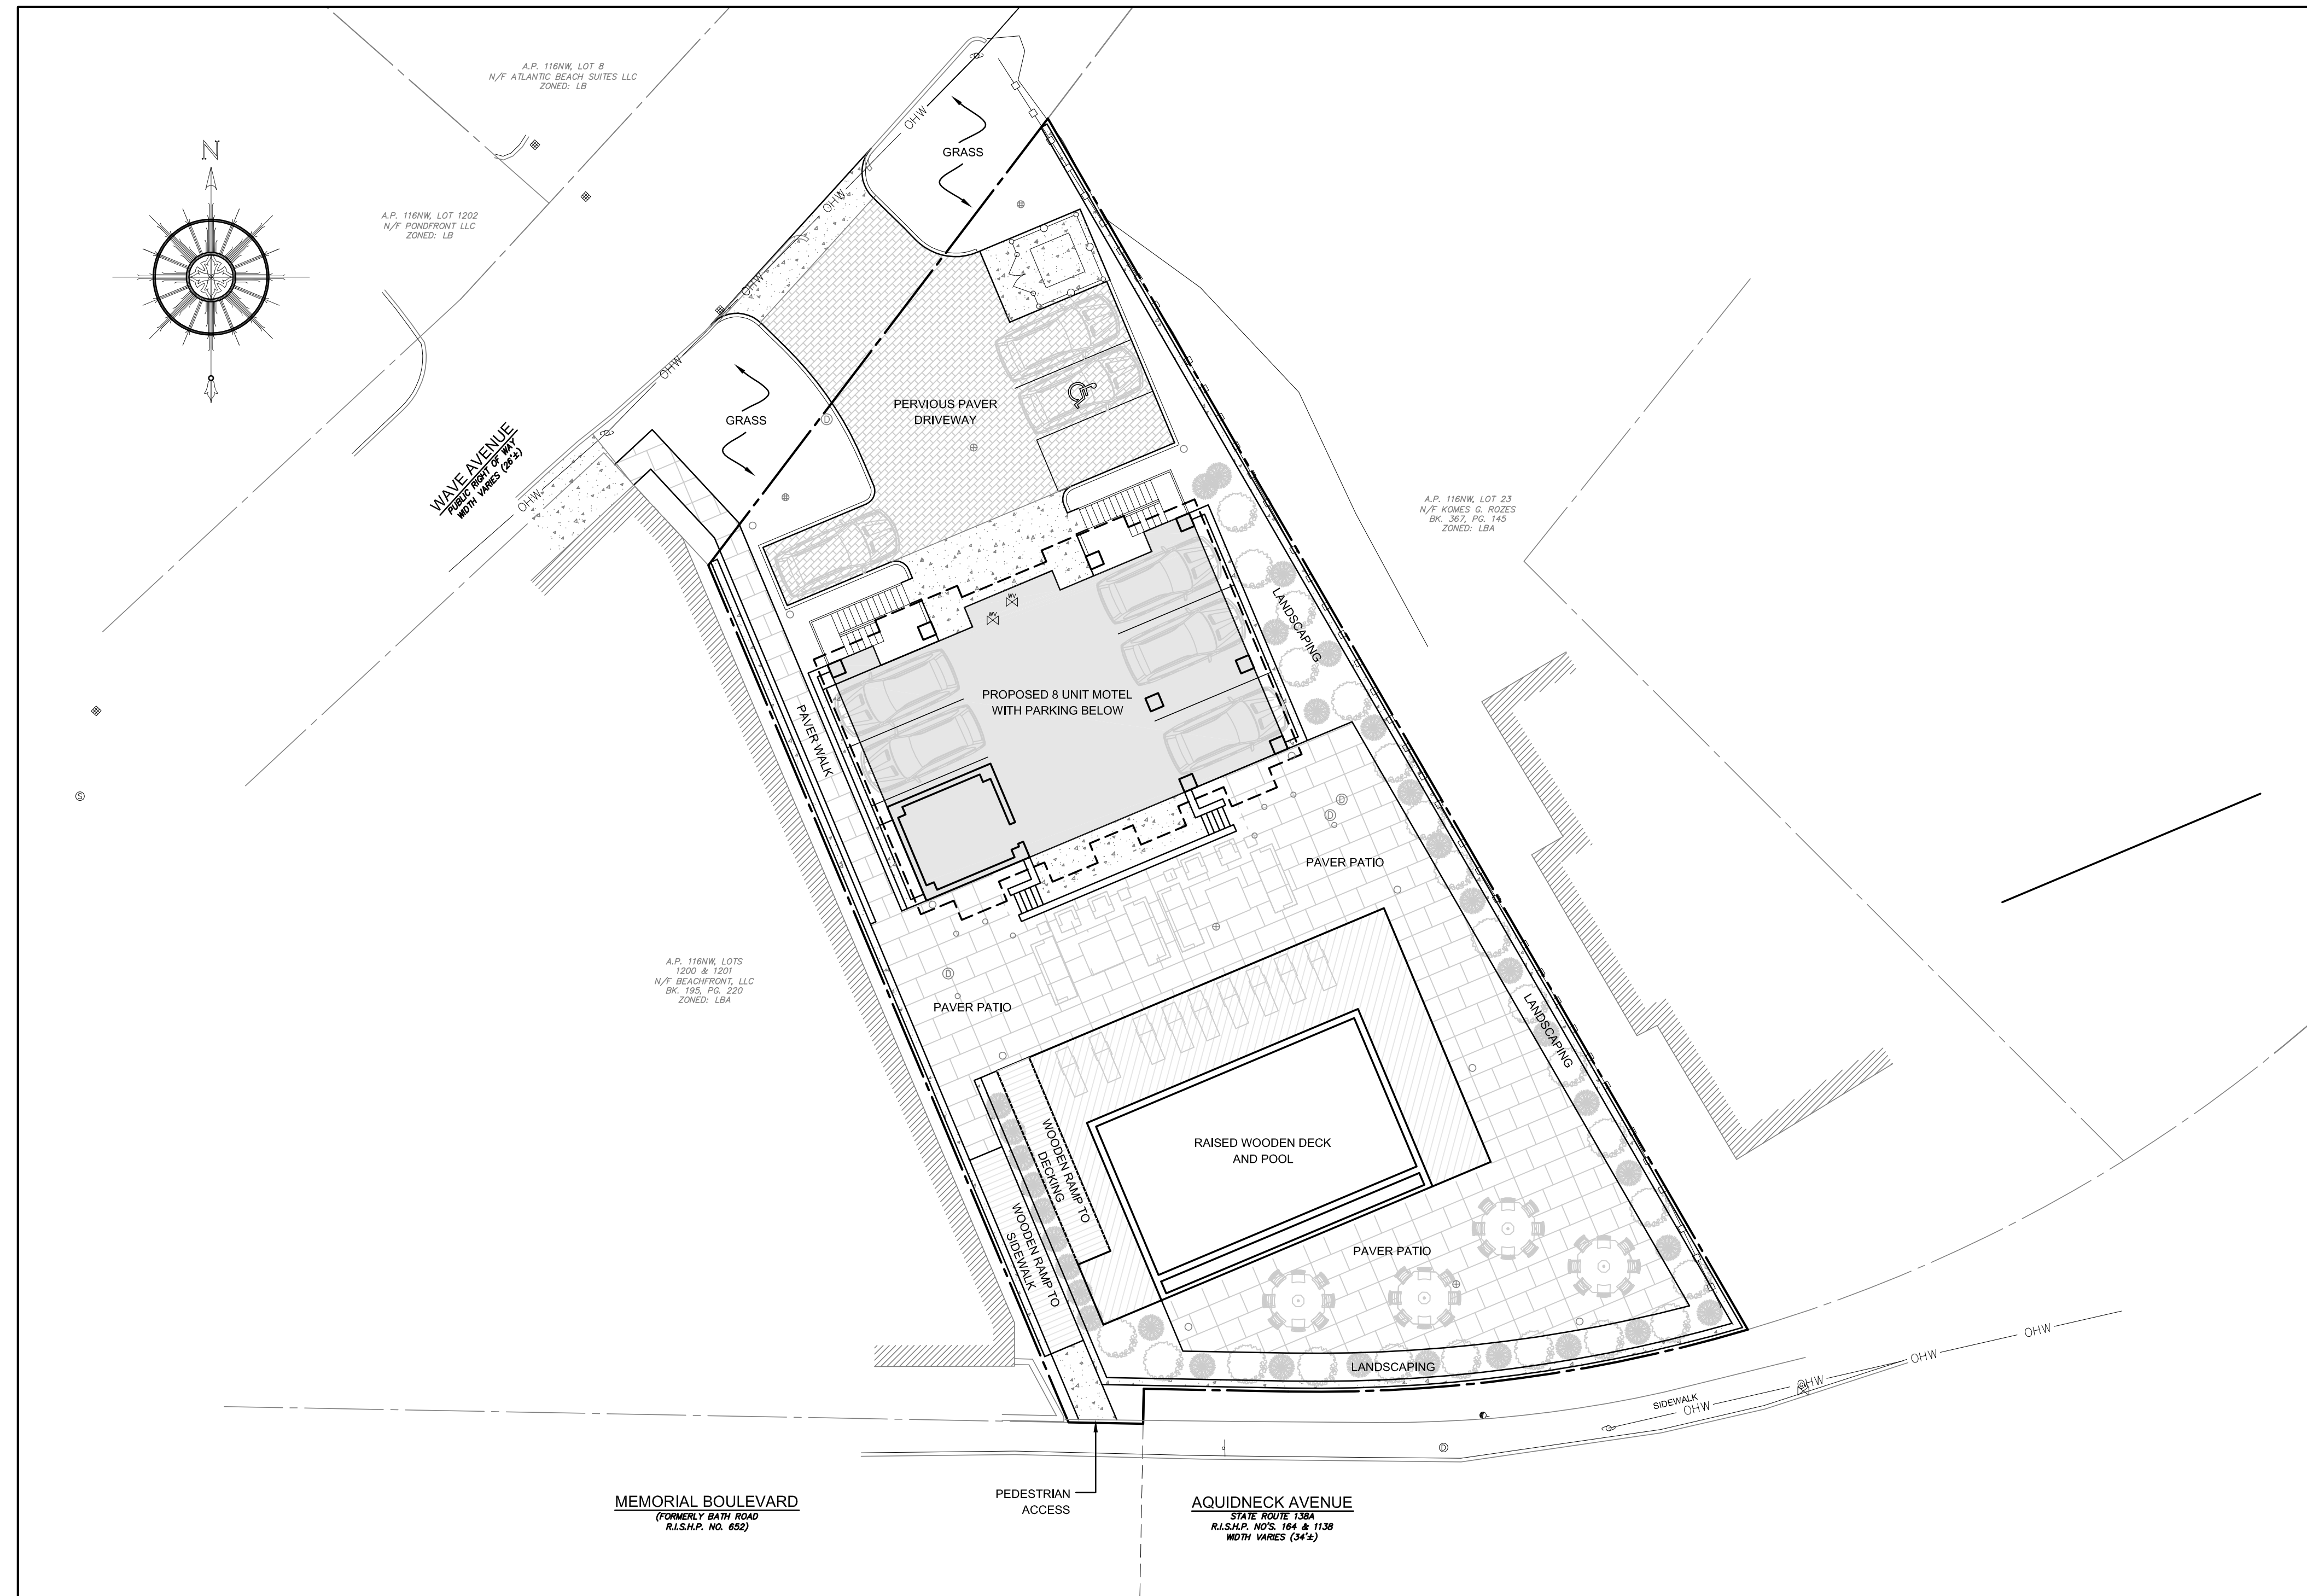 A.P. 116NW, LOT 8
N/F ATLANTIC BEACH SUITES LLC
ZONED: LB
N
OHW
GRASS
A.P. 116NW, LOT 1202
N/F PONDFRONT LLC
ZONED: LB
OHW
OHW
OHW
GRASS
D
PERVIOUS PAVER
DRIVEWAY
WAVE AVENUE
PUBLIC RIGHT OF WAY
WIDTH VARIES (26'±)
OHW
A.P. 116NW, LOT 23
N/F KOMES G. ROZES
BK. 367, PG. 145
ZONED: LBA
WV
WV
LANDSCAPING
PROPOSED 8 UNIT MOTEL
WITH PARKING BELOW
PAVER WALK
S
D
D
PAVER PATIO
A.P. 116NW, LOTS
1200 & 1201
N/F BEACHFRONT, LLC
BK. 195, PG. 220
ZONED: LBA
D
PAVER PATIO
LANDSCAPING
WOODEN RAMP TO
DECKING
RAISED WOODEN DECK
AND POOL
WOODEN RAMP TO
SIDEWALK
PAVER PATIO
LANDSCAPING
OHW
OHW
OHW
SIDEWALK
OHW
D
PEDESTRIAN
ACCESS
MEMORIAL BOULEVARD
(FORMERLY BATH ROAD
R.I.S.H.P. NO. 652)
AQUIDNECK AVENUE
STATE ROUTE 138A
R.I.S.H.P. NO'S. 164 & 1138
WIDTH VARIES (34'±)